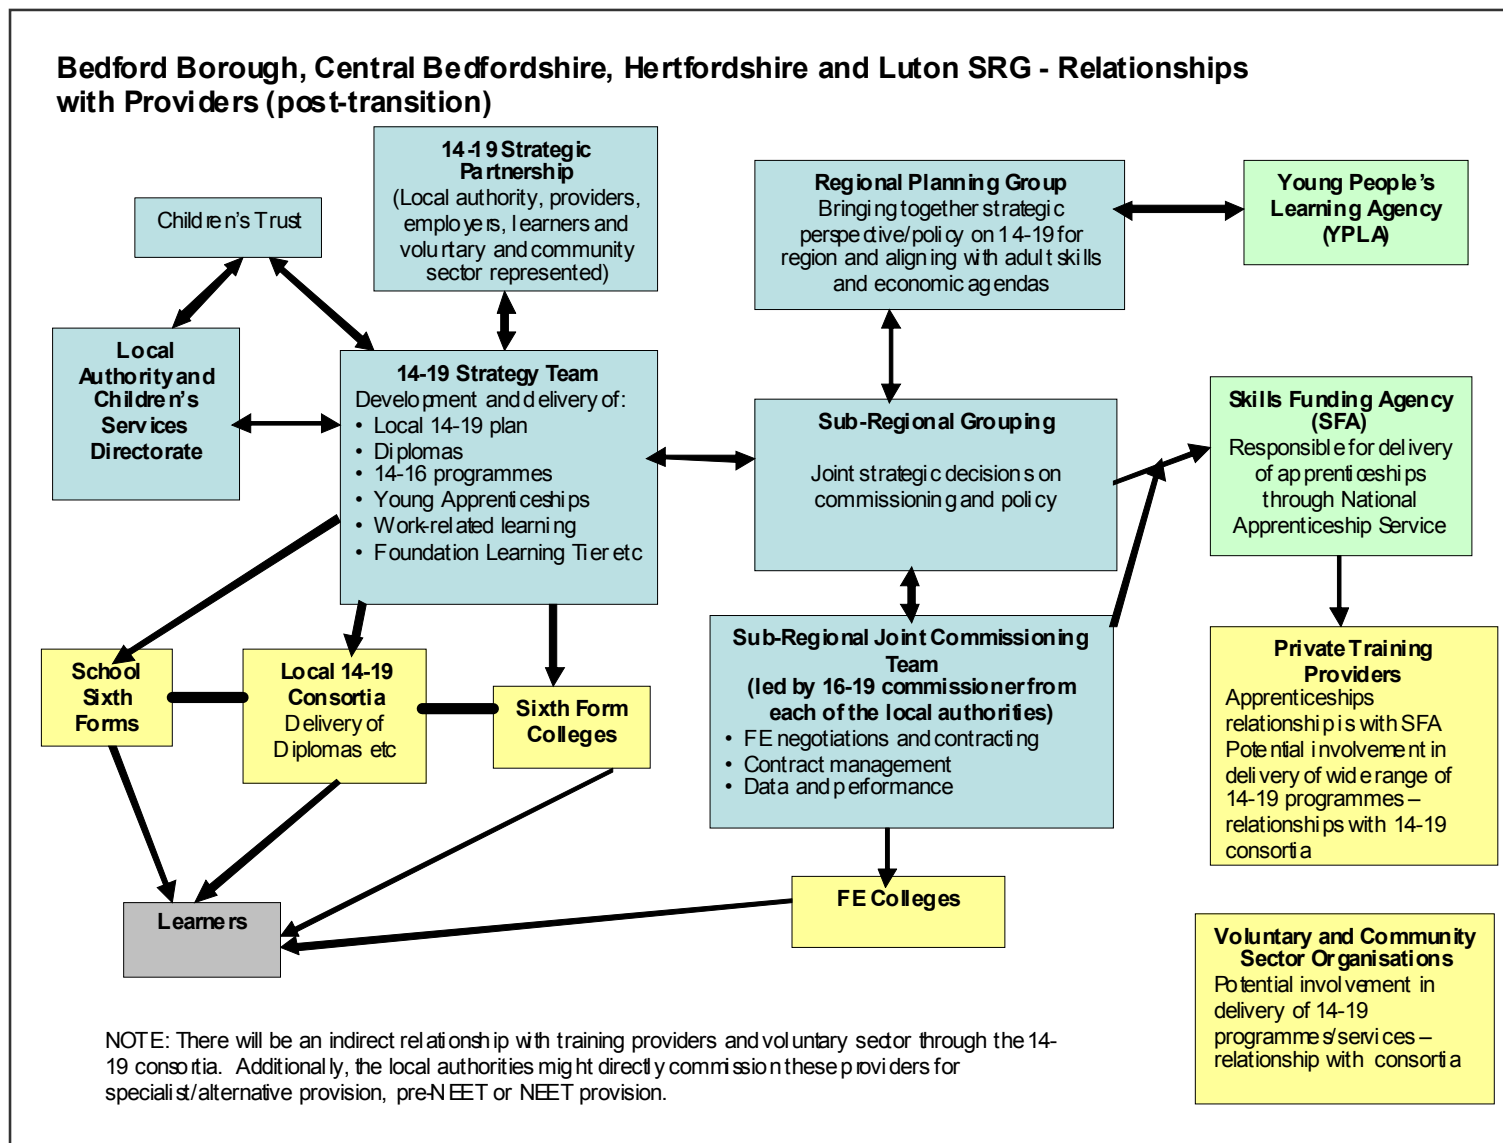 Bedford Borough, Central Bedfordshire, Hertfordshire and Luton SRG - Relationships
with Providers (post-transition)
14-19 Strategic
Partnership
(Local authority, providers,
employers, learners and
voluntary and community
sector represented)
Children's Trust
Regional Planning Group
Bringing together strategic
perspective/policy on 14-19 for
region and aligning with adult skills
and economic agendas
Young People's
Learning Agency
(YPLA)
Local
Authority and
Children's
Services
Directorate
14-19 Strategy Team
Development and delivery of:
• Local 14-19 plan
• Diplomas
• 14-16 programmes
• Young Apprenticeships
• Work-related learning
• Foundation Learning Tier etc
Sub-Regional Grouping
Joint strategic decisions on
commissioning and policy
Skills Funding Agency
(SFA)
Responsible for delivery
of apprenticeships
through National
Apprenticeship Service
School
Sixth
Forms
Local 14-19
Consortia
Delivery of
Diplomas etc
Sixth Form
Colleges
Sub-Regional Joint Commissioning
Team
(led by 16-19 commissioner from
each of the local authorities)
• FE negotiations and contracting
• Contract management
• Data and performance
Private Training
Providers
Apprenticeships
relationship is with SFA
Potential involvement in
delivery of wide range of
14-19 programmes –
relationships with 14-19
consortia
Learners
FE Colleges
Voluntary and Community
Sector Organisations
Potential involvement in
delivery of 14-19
programmes/services –
relationship with consortia
NOTE: There will be an indirect relationship with training providers and voluntary sector through the 14-
19 consortia. Additionally, the local authorities might directly commission these providers for
specialist/alternative provision, pre-NEET or NEET provision.